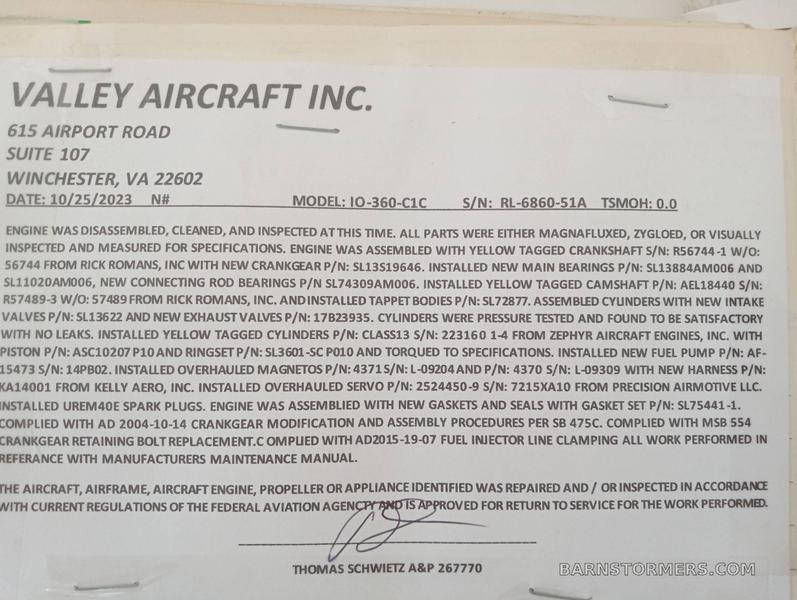 VALLEY AIRCRAFT INC.
615 AIRPORT ROAD
SUITE 107
WINCHESTER, VA 22602
DATE: 10/25/2023 N# MODEL: IO-360-C1C S/N: RL-6860-51A TSMOH: 0.0
ENGINE WAS DISASSEMBLED, CLEANED, AND INSPECTED AT THIS TIME. ALL PARTS WERE EITHER MAGNAFLUXED, ZYGLOED, OR VISUALLY
INSPECTED AND MEASURED FOR SPECIFICATIONS. ENGINE WAS ASSEMBLED WITH YELLOW TAGGED CRANKSHAFT S/N: R56744-1 W/O:
56744 FROM RICK ROMANS, INC WITH NEW CRANKGEAR P/N: SL13S19646. INSTALLED NEW MAIN BEARINGS P/N: SL13884AM006 AND
SL11020AM006, NEW CONNECTING ROD BEARINGS P/N SL74309AM006. INSTALLED YELLOW TAGGED CAMSHAFT P/N: AEL18440 S/N:
R57489-3 W/O: 57489 FROM RICK ROMANS, INC. AND INSTALLED TAPPET BODIES P/N: SL72877. ASSEMBLED CYLINDERS WITH NEW INTAKE
VALVES P/N: SL13622 AND NEW EXHAUST VALVES P/N: 17B23935. CYLINDERS WERE PRESSURE TESTED AND FOUND TO BE SATISFACTORY
WITH NO LEAKS. INSTALLED YELLOW TAGGED CYLINDERS P/N: CLASS13 S/N: 223160 1-4 FROM ZEPHYR AIRCRAFT ENGINES, INC. WITH
PISTON P/N: ASC10207 P10 AND RINGSET P/N: SL3601-SC P010 AND TORQUED TO SPECIFICATIONS. INSTALLED NEW FUEL PUMP P/N: AF-
15473 S/N: 14PB02. INSTALLED OVERHAULED MAGNETOS P/N: 4371 S/N: L-09204 AND P/N: 4370 S/N: L-09309 WITH NEW HARNESS P/N:
KA14001 FROM KELLY AERO, INC. INSTALLED OVERHAULED SERVO P/N: 2524450-9 S/N: 7215XA10 FROM PRECISION AIRMOTIVE LLC.
INSTALLED UREM40E SPARK PLUGS. ENGINE WAS ASSEMBLIED WITH NEW GASKETS AND SEALS WITH GASKET SET P/N: SL75441-1.
COMPLIED WITH AD 2004-10-14 CRANKGEAR MODIFICATION AND ASSEMBLY PROCEDURES PER SB 475C. COMPLIED WITH MSB 554
CRANKGEAR RETAINING BOLT REPLACEMENT.C OMPLIED WITH AD2015-19-07 FUEL INJECTOR LINE CLAMPING ALL WORK PERFORMED IN
REFERANCE WITH MANUFACTURERS MAINTENANCE MANUAL.
THE AIRCRAFT, AIRFRAME, AIRCRAFT ENGINE, PROPELLER OR APPLIANCE IDENTIFIED WAS REPAIRED AND / OR INSPECTED IN ACCORDANCE
WITH CURRENT REGULATIONS OF THE FEDERAL AVIATION AGENCTY AND IS APPROVED FOR RETURN TO SERVICE FOR THE WORK PERFORMED.
THOMAS SCHWIETZ A&P 267770
BARNSTORMERS.COM